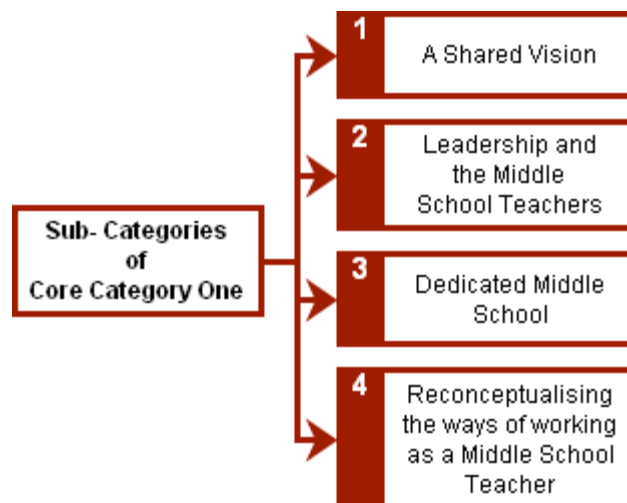 Sub- Categories
of
Core Category One
1
A Shared Vision
2
Leadership and
the Middle
School Teachers
3
Dedicated Middle
School
4
Reconceptualising
the ways of working
as a Middle School
Teacher